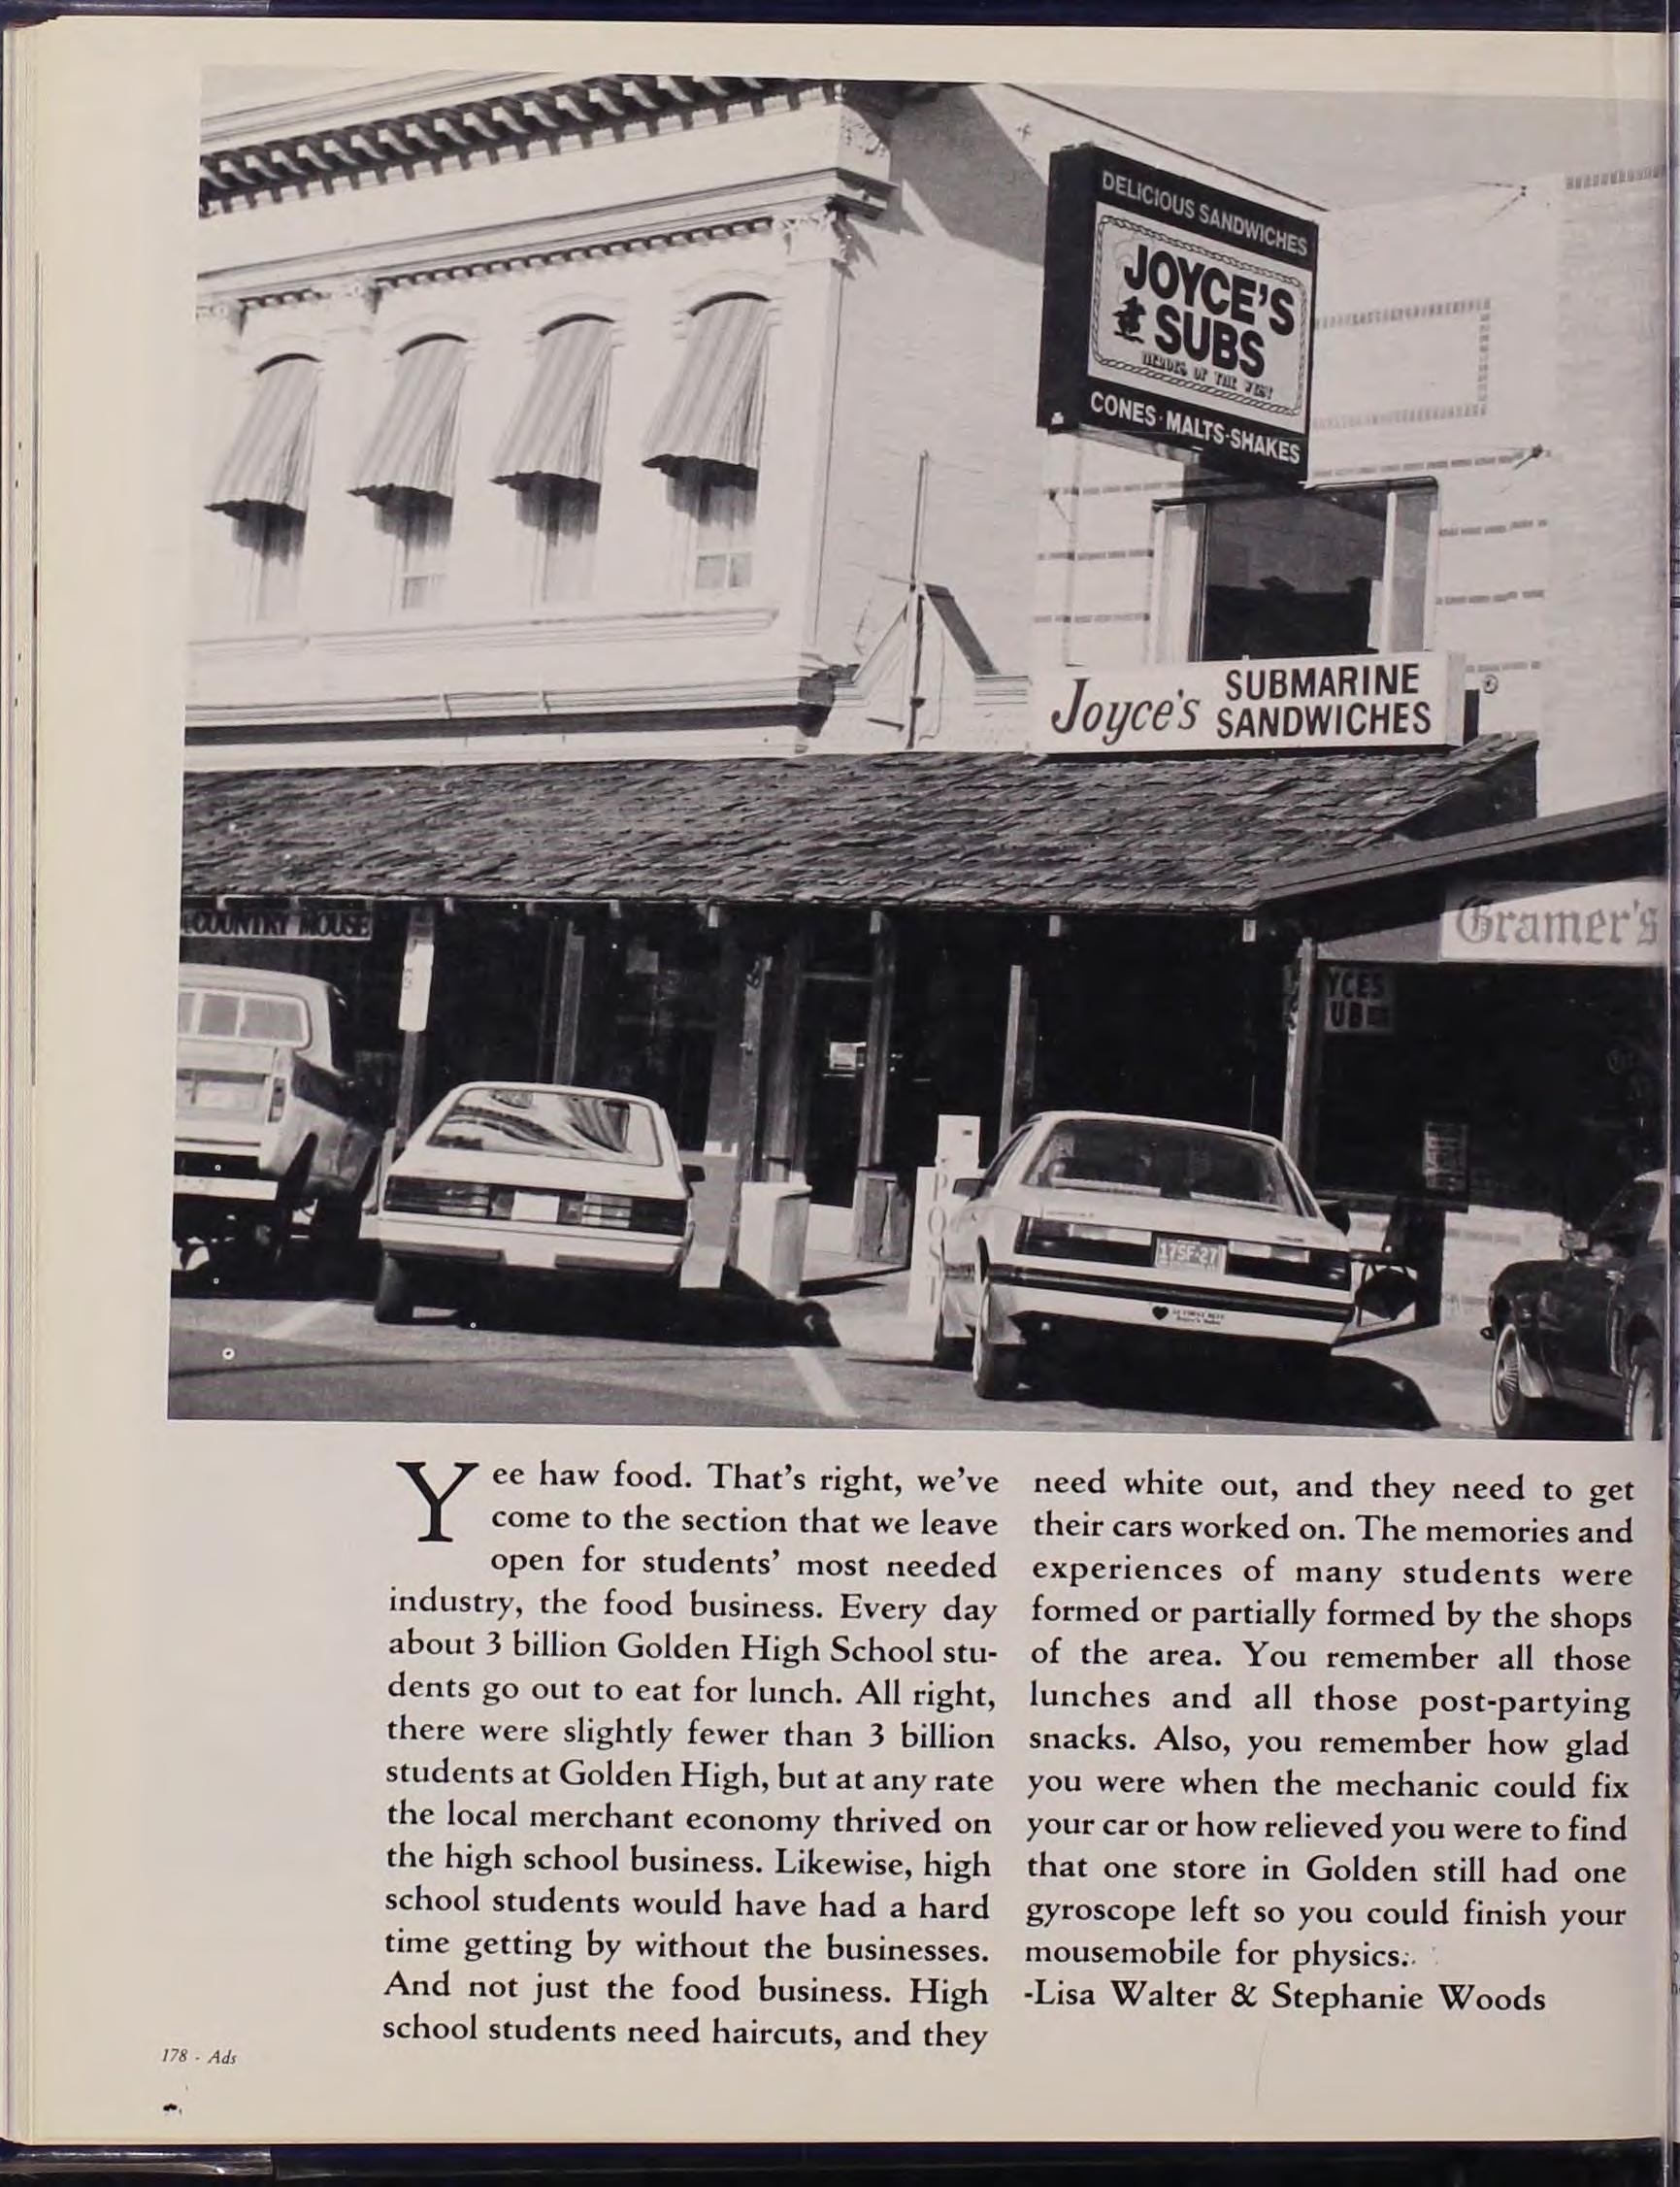 DELICIOUS SANDWICHES
JOYCE'S
SUBS
HEROES OF THE WEST
CONES·MALTS·SHAKES
Joyce's SUBMARINE
SANDWICHES
COUNTRY HOUSE
Gramer's
YCES
UB
POST
17SF-27
Yee haw food. That's right, we've
come to the section that we leave
open for students' most needed
industry, the food business. Every day
about 3 billion Golden High School stu-
dents go out to eat for lunch. All right,
there were slightly fewer than 3 billion
students at Golden High, but at any rate
the local merchant economy thrived on
the high school business. Likewise, high
school students would have had a hard
time getting by without the businesses.
And not just the food business. High
school students need haircuts, and they
need white out, and they need to get
their cars worked on. The memories and
experiences of many students were
formed or partially formed by the shops
of the area. You remember all those
lunches and all those post-partying
snacks. Also, you remember how glad
you were when the mechanic could fix
your car or how relieved you were to find
that one store in Golden still had one
gyroscope left so you could finish your
mousemobile for physics.
-Lisa Walter & Stephanie Woods
178 - Ads